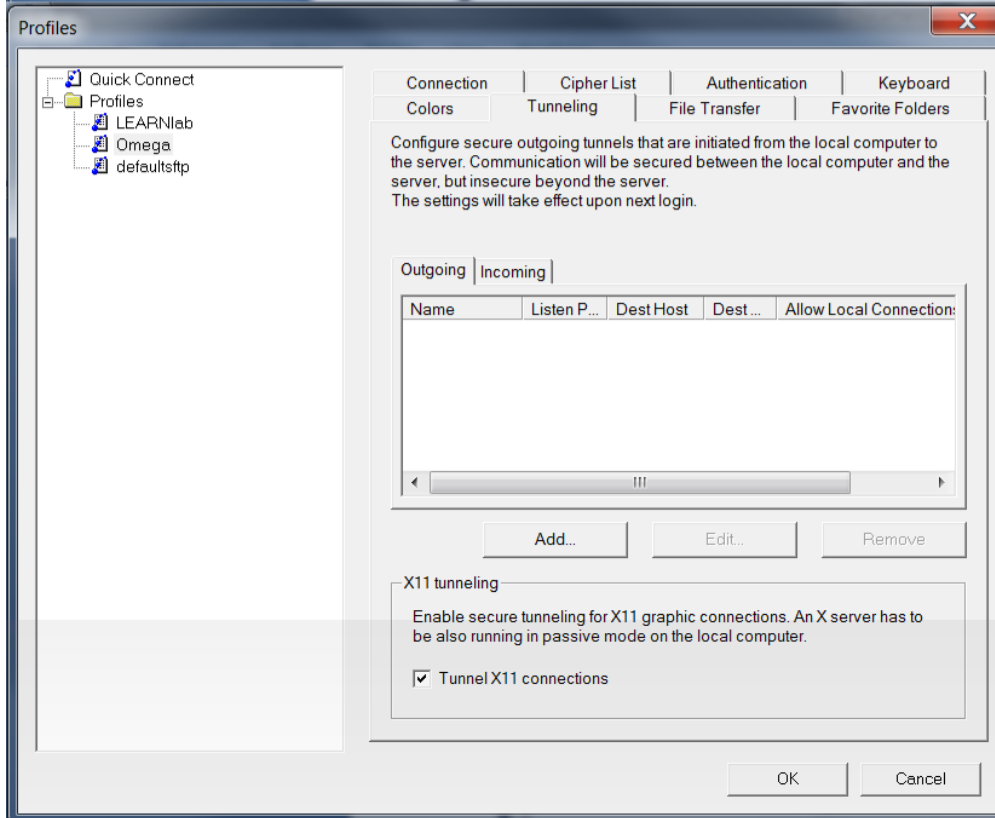 Profiles
Quick Connect
Profiles
LEARNlab
Omega
defaultsftp
Connection
Cipher List
Authentication
Keyboard
Colors
Tunneling
File Transfer
Favorite Folders
Configure secure outgoing tunnels that are initiated from the local computer to
the server. Communication will be secured between the local computer and the
server, but insecure beyond the server.
The settings will take effect upon next login.
Outgoing
Incoming
Name
Listen P...
Dest Host
Dest ...
Allow Local Connections
Add...
Edit...
Remove
X11 tunneling
Enable secure tunneling for X11 graphic connections. An X server has to
be also running in passive mode on the local computer.
Tunnel X11 connections
OK
Cancel